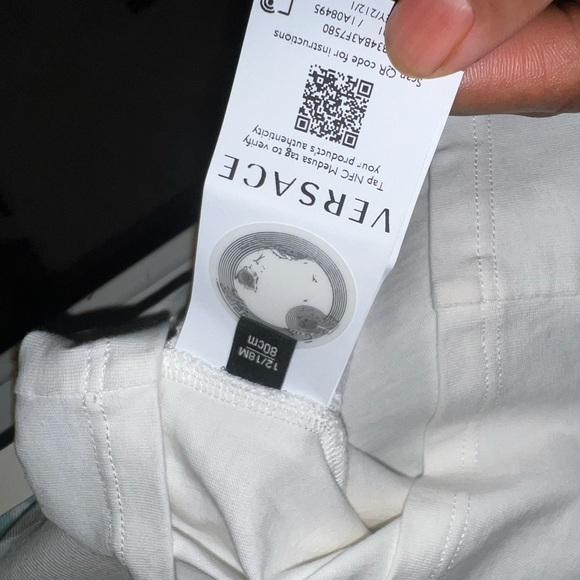 VERSACE
Tap NFC Medusa tag to verify
your product's authenticity
Scan QR code for instructions
/ 1A08495
12/18M
80cm